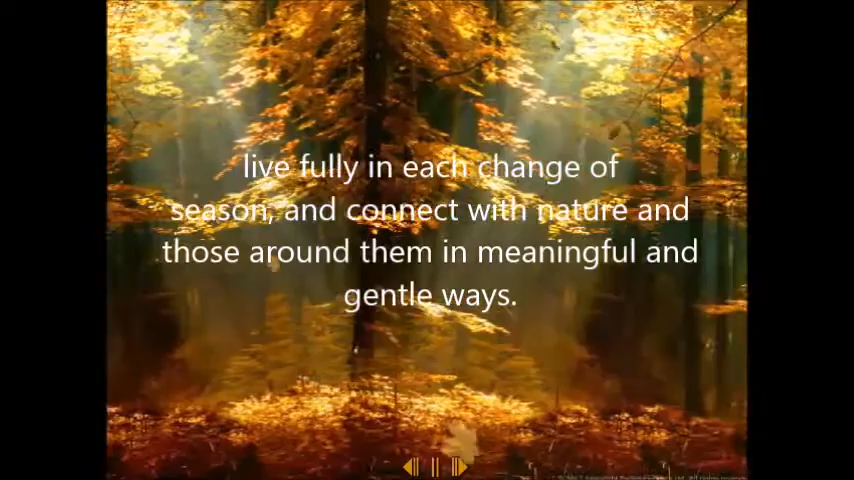 live fully in each change of
season, and connect with nature and
those around them in meaningful and
gentle ways.